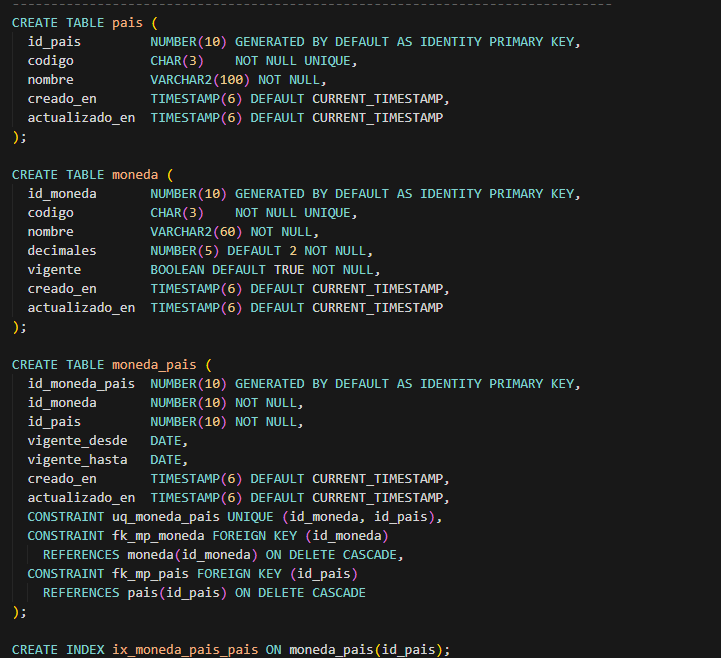 --------------------------------------------------------------------------------
CREATE TABLE pais (
  id_pais         NUMBER(10) GENERATED BY DEFAULT AS IDENTITY PRIMARY KEY,
  codigo          CHAR(3)    NOT NULL UNIQUE,
  nombre          VARCHAR2(100) NOT NULL,
  creado_en       TIMESTAMP(6) DEFAULT CURRENT_TIMESTAMP,
  actualizado_en  TIMESTAMP(6) DEFAULT CURRENT_TIMESTAMP
);

CREATE TABLE moneda (
  id_moneda       NUMBER(10) GENERATED BY DEFAULT AS IDENTITY PRIMARY KEY,
  codigo          CHAR(3)    NOT NULL UNIQUE,
  nombre          VARCHAR2(60) NOT NULL,
  decimales       NUMBER(5) DEFAULT 2 NOT NULL,
  vigente         BOOLEAN DEFAULT TRUE NOT NULL,
  creado_en       TIMESTAMP(6) DEFAULT CURRENT_TIMESTAMP,
  actualizado_en  TIMESTAMP(6) DEFAULT CURRENT_TIMESTAMP
);

CREATE TABLE moneda_pais (
  id_moneda_pais  NUMBER(10) GENERATED BY DEFAULT AS IDENTITY PRIMARY KEY,
  id_moneda       NUMBER(10) NOT NULL,
  id_pais         NUMBER(10) NOT NULL,
  vigente_desde   DATE,
  vigente_hasta   DATE,
  creado_en       TIMESTAMP(6) DEFAULT CURRENT_TIMESTAMP,
  actualizado_en  TIMESTAMP(6) DEFAULT CURRENT_TIMESTAMP,
  CONSTRAINT uq_moneda_pais UNIQUE (id_moneda, id_pais),
  CONSTRAINT fk_mp_moneda FOREIGN KEY (id_moneda)
    REFERENCES moneda(id_moneda) ON DELETE CASCADE,
  CONSTRAINT fk_mp_pais FOREIGN KEY (id_pais)
    REFERENCES pais(id_pais) ON DELETE CASCADE
);

CREATE INDEX ix_moneda_pais_pais ON moneda_pais(id_pais);